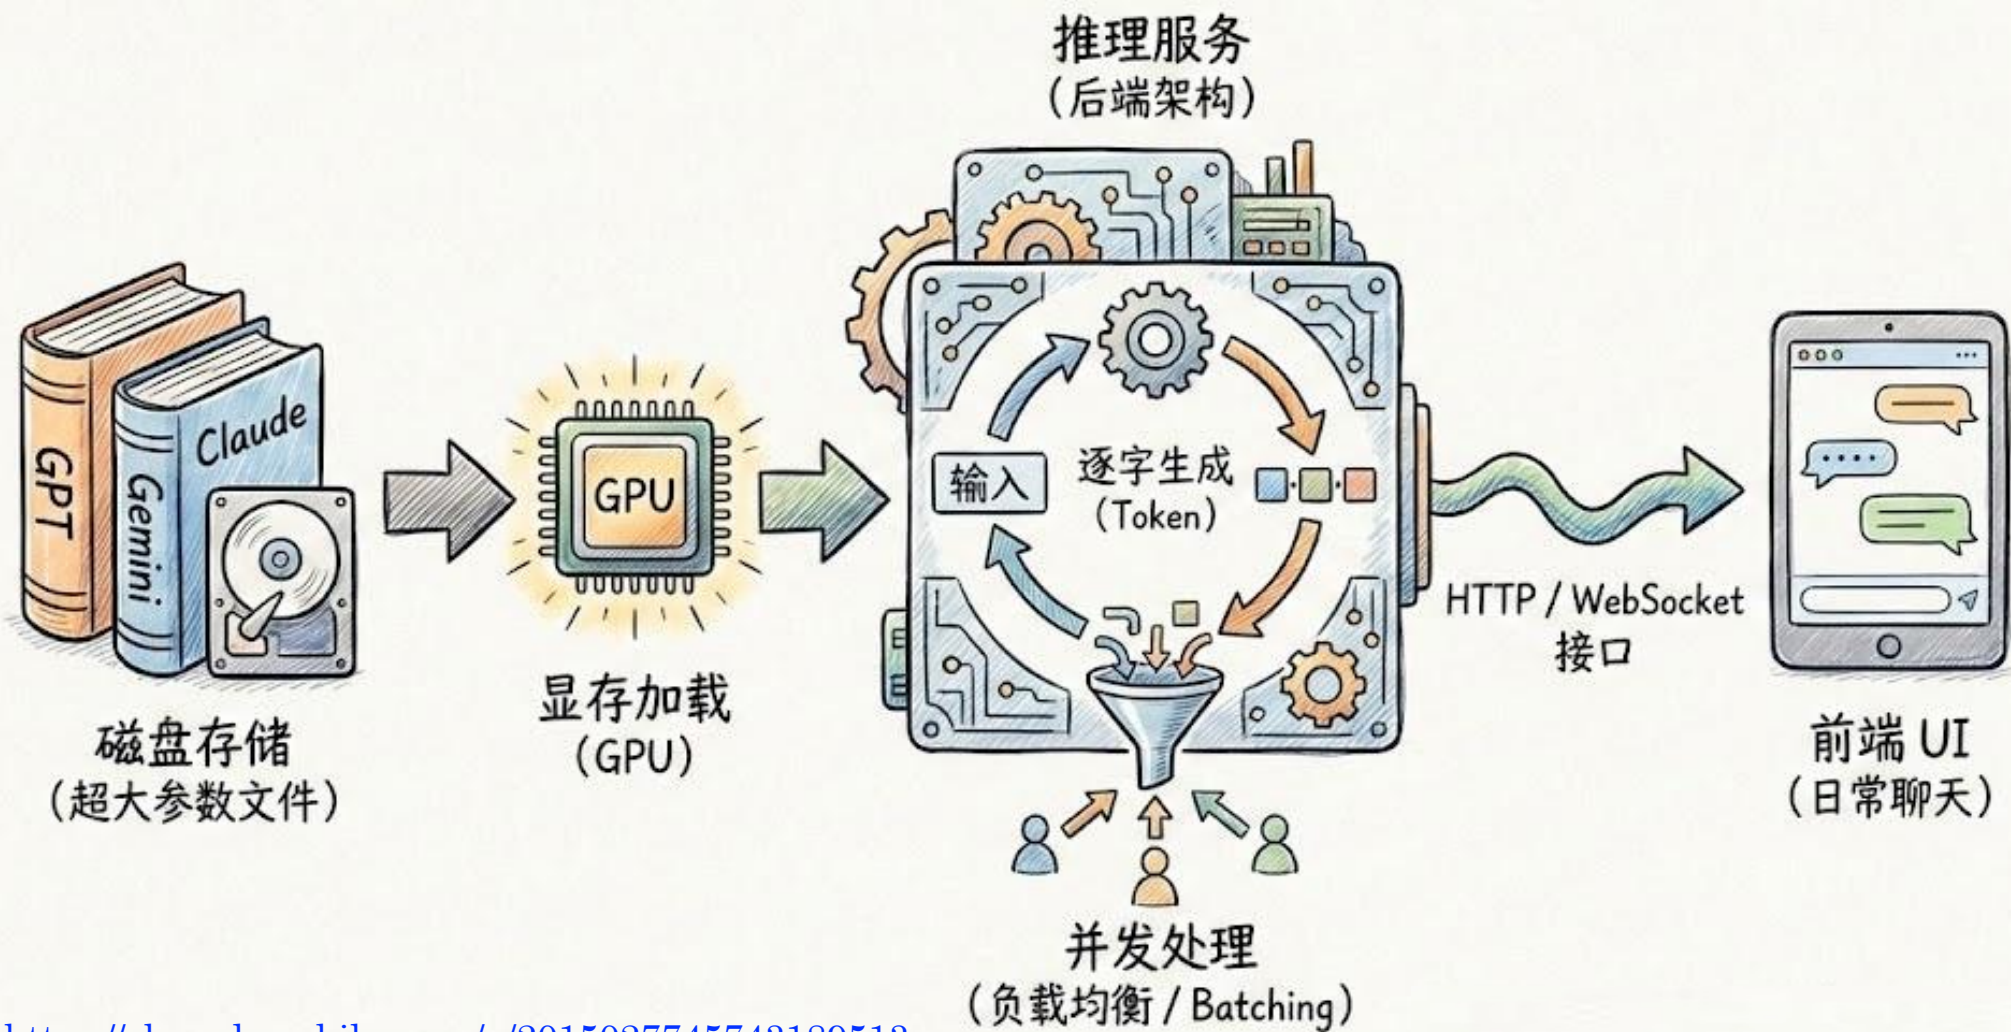 推理服务
(后端架构)
GPT
Gemini
Claude
GPU
输入
逐字生成
(Token)
HTTP / WebSocket
接口
显存加载
(GPU)
磁盘存储
(超大参数文件)
前端 UI
(日常聊天)
并发处理
(负载均衡 / Batching)